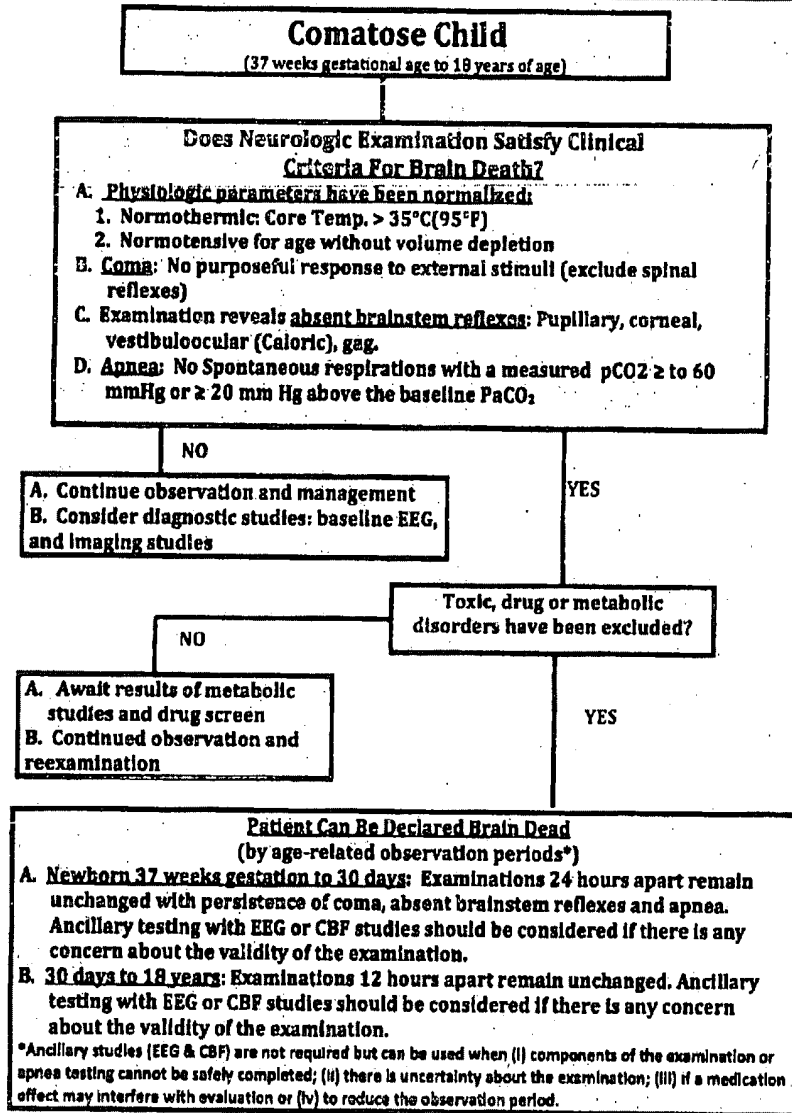 Comatose Child
(37 weeks gestational age to 18 years of age)
Does Neurologic Examination Satisfy Clinical
Criteria For Brain Death?
A. Physiologic parameters have been normalized:
1. Normothermic: Core Temp. > 35°C(95°F)
2. Normotensive for age without volume depletion
B. Coma: No purposeful response to external stimuli (exclude spinal
reflexes)
C. Examination reveals absent brainstem reflexes: Pupillary, corneal,
vestibuloocular (Caloric), gag.
D. Apnea: No Spontaneous respirations with a measured pCO2 ≥ to 60
mmHg or ≥ 20 mm Hg above the baseline PaCO₂
NO
YES
A. Continue observation and management
B. Consider diagnostic studies: baseline EEG,
and imaging studies
Toxic, drug or metabolic
disorders have been excluded?
NO
YES
A. Await results of metabolic
studies and drug screen
B. Continued observation and
reexamination
Patient Can Be Declared Brain Dead
(by age-related observation periods*)
A. Newborn 37 weeks gestation to 30 days: Examinations 24 hours apart remain
unchanged with persistence of coma, absent brainstem reflexes and apnea.
Ancillary testing with EEG or CBF studies should be considered if there is any
concern about the validity of the examination.
B. 30 days to 18 years: Examinations 12 hours apart remain unchanged. Ancillary
testing with EEG or CBF studies should be considered if there is any concern
about the validity of the examination.
*Ancillary studies (EEG & CBF) are not required but can be used when (i) components of the examination or
apnea testing cannot be safely completed; (ii) there is uncertainty about the examination; (iii) if a medication
effect may interfere with evaluation or (iv) to reduce the observation period.